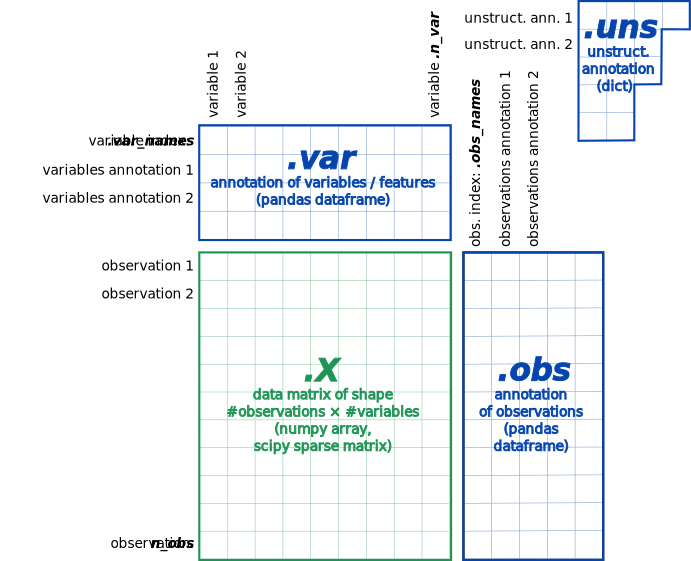 unstruct. ann. 1
unstruct. ann. 2
.uns
unstruct.
annotation
(dict)
variable 1
variable 2
variable .n_var
obs. index: .obs_names
observations annotation 1
observations annotation 2
.var_names
variables annotation 1
variables annotation 2
.var
annotation of variables / features
(pandas dataframe)
observation 1
observation 2
observation n_obs
.X
data matrix of shape
#observations × #variables
(numpy array,
scipy sparse matrix)
.obs
annotation
of observations
(pandas
dataframe)